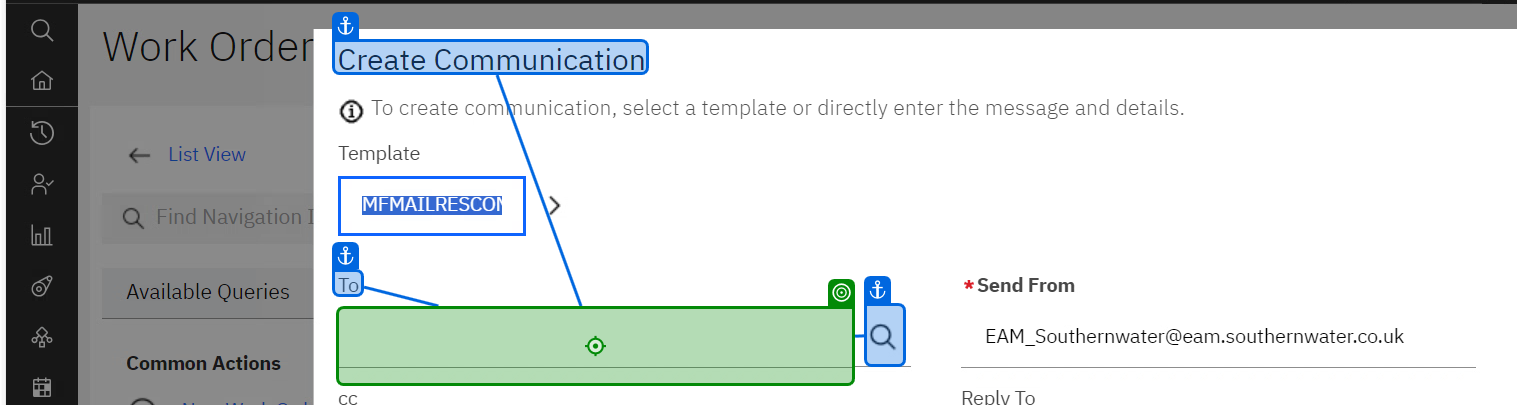 Work Order
Create Communication
To create communication, select a template or directly enter the message and details.
Template
List View
MFMAILRESCOM
Find Navigation I
To
Available Queries
*Send From
EAM_Southernwater@eam.southernwater.co.uk
Common Actions
cc
Reply To